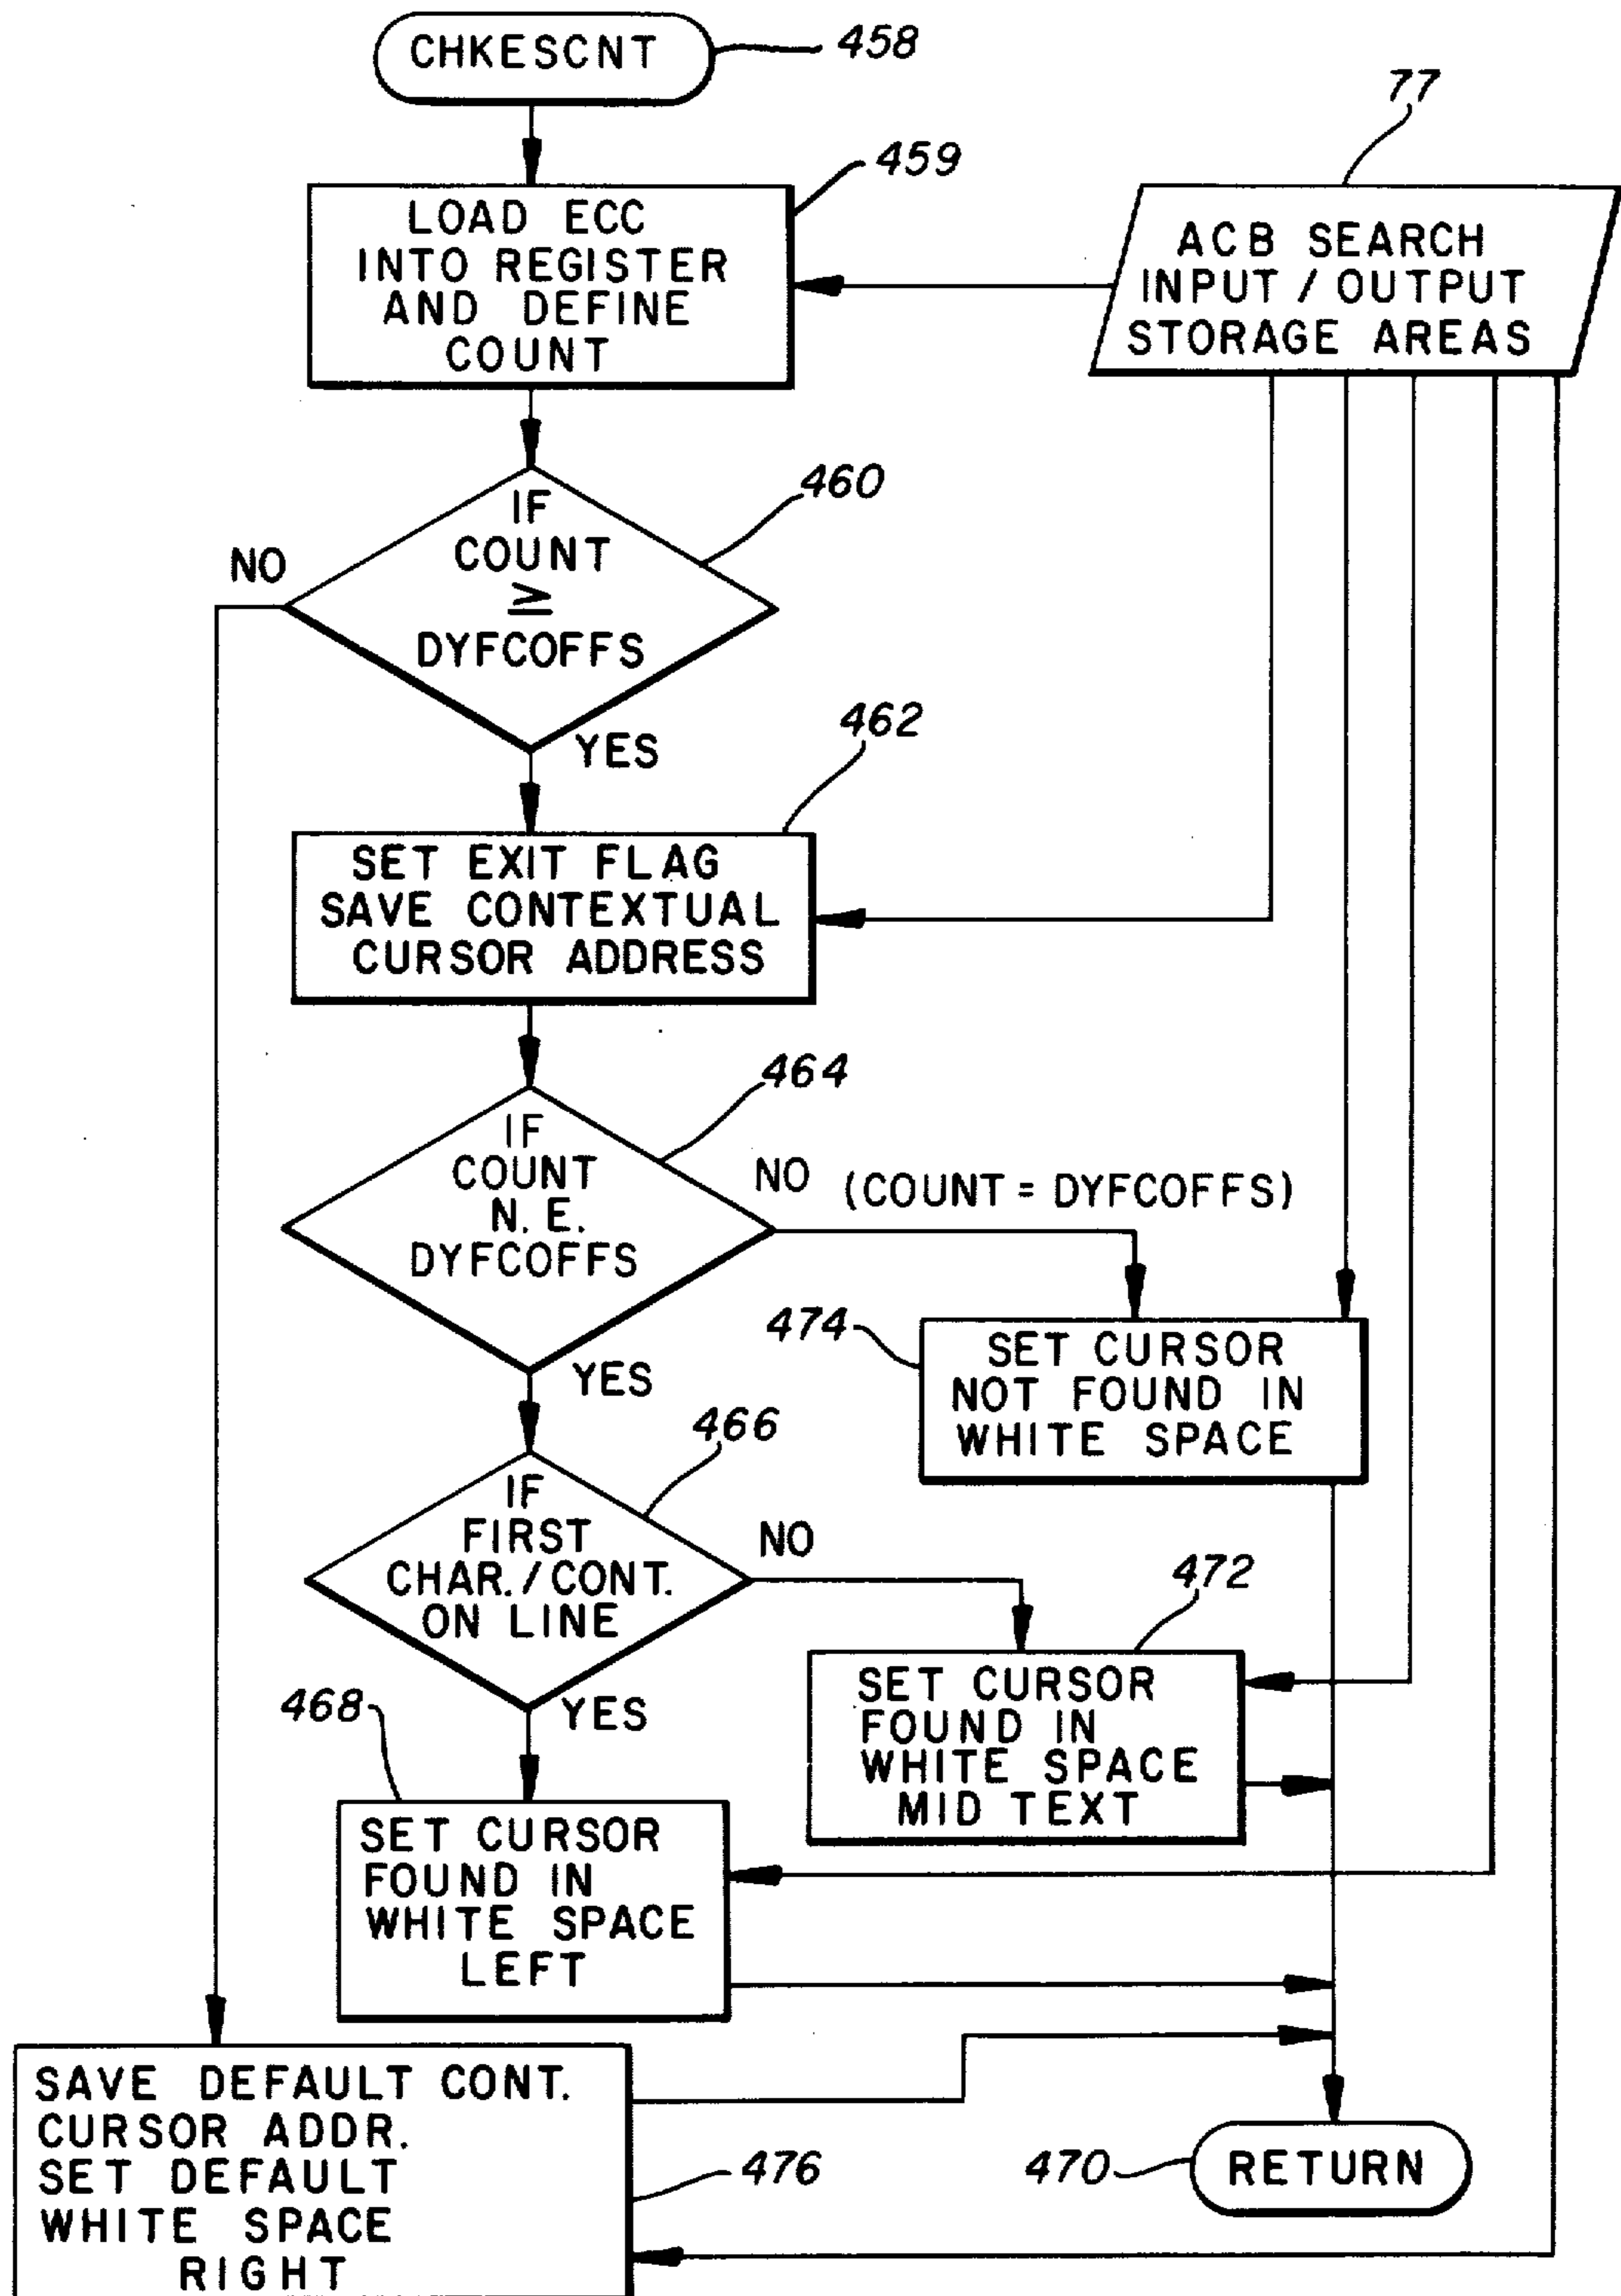 CHKESCNT
458
77
459
LOAD ECC
INTO REGISTER
AND DEFINE
COUNT
ACB SEARCH
INPUT / OUTPUT
STORAGE AREAS
460
IF
COUNT
≥
DYFCOFFS
NO
YES
462
SET EXIT FLAG
SAVE CONTEXTUAL
CURSOR ADDRESS
464
IF
COUNT
N. E.
DYFCOFFS
NO (COUNT = DYFCOFFS)
YES
474
SET CURSOR
NOT FOUND IN
WHITE SPACE
466
IF
FIRST
CHAR./CONT.
ON LINE
NO
YES
472
SET CURSOR
FOUND IN
WHITE SPACE
MID TEXT
468
SET CURSOR
FOUND IN
WHITE SPACE
LEFT
SAVE DEFAULT CONT.
CURSOR ADDR.
SET DEFAULT
WHITE SPACE
RIGHT
476
470
RETURN